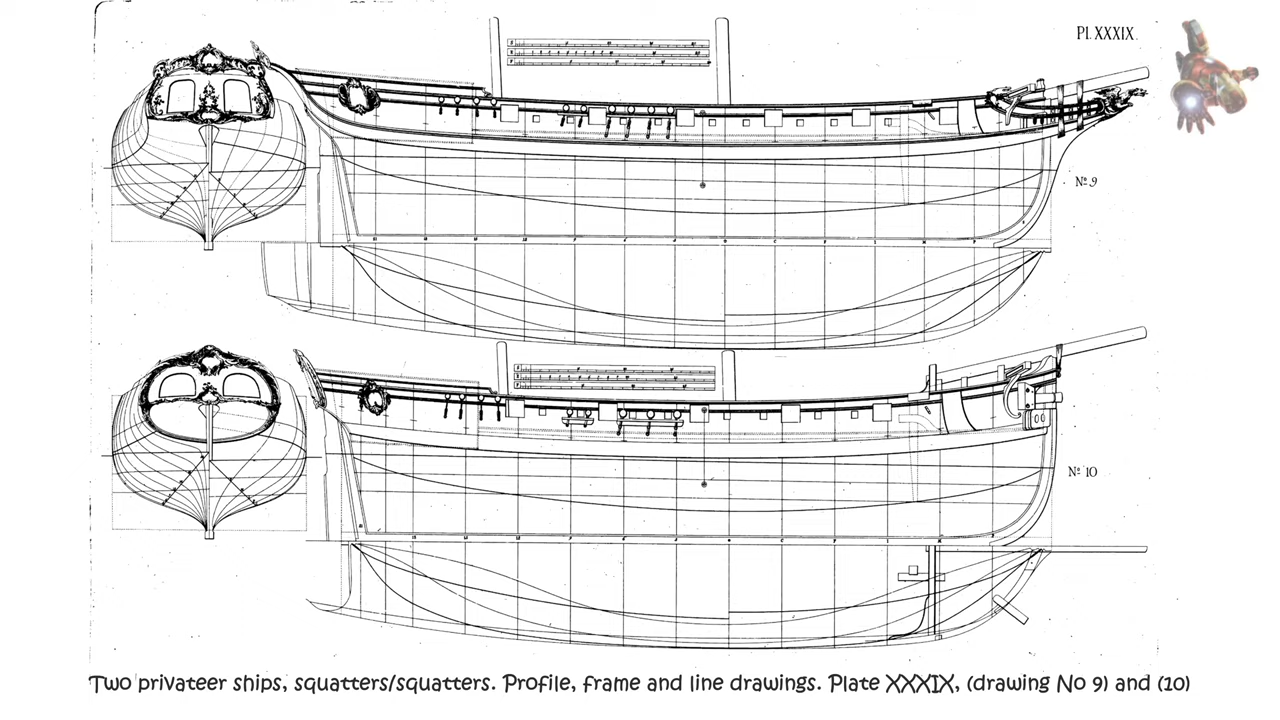 Pl. XXXIX.
Nº 9
Nº 10
Two privateer ships, squatters/squatters. Profile, frame and line drawings. Plate XXXIX, (drawing No 9) and (10)